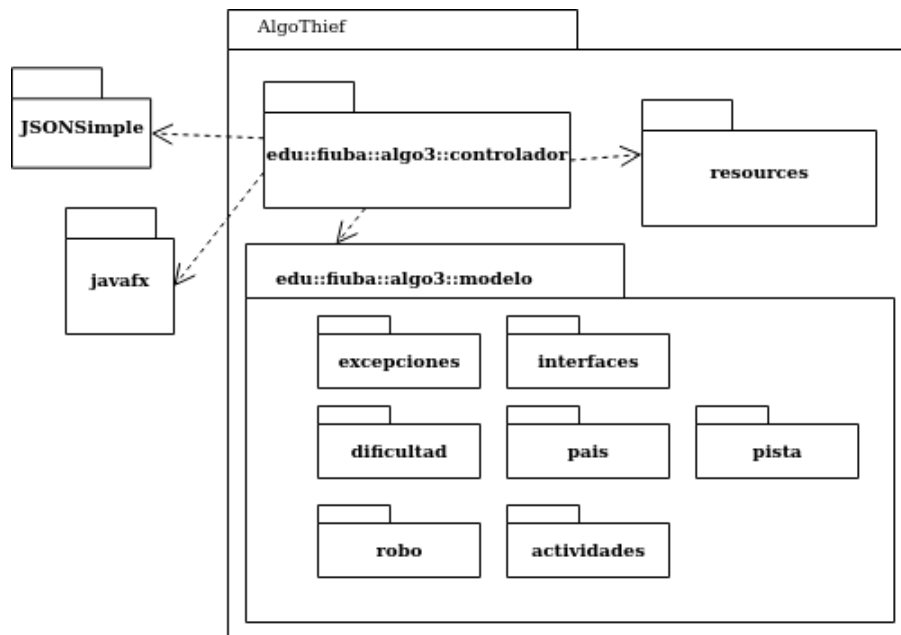 AlgoThief
JSONSimple
edu::fiuba::algo3::controlador
resources
javafx
edu::fiuba::algo3::modelo
excepciones
interfaces
dificultad
pais
pista
robo
actividades